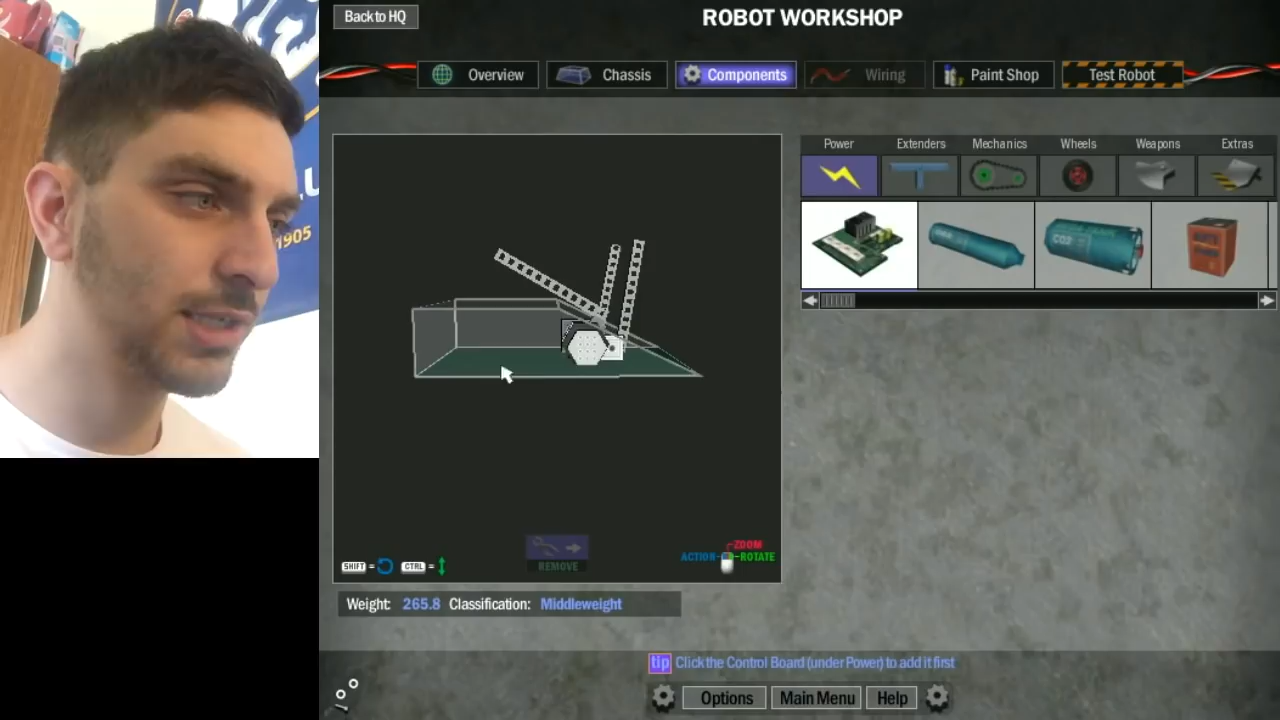 Back to HQ
ROBOT WORKSHOP
Overview
Chassis
Components
Wiring
Paint Shop
Test Robot
Power
Extenders
Mechanics
Wheels
Weapons
Extras
CO2
1905
ZOOM
ACTION
ROTATE
SHIFT =
CTRL =
REMOVE
Weight: 265.8 Classification: Middleweight
tip Click the Control Board (under Power) to add it first
Options
Main Menu
Help